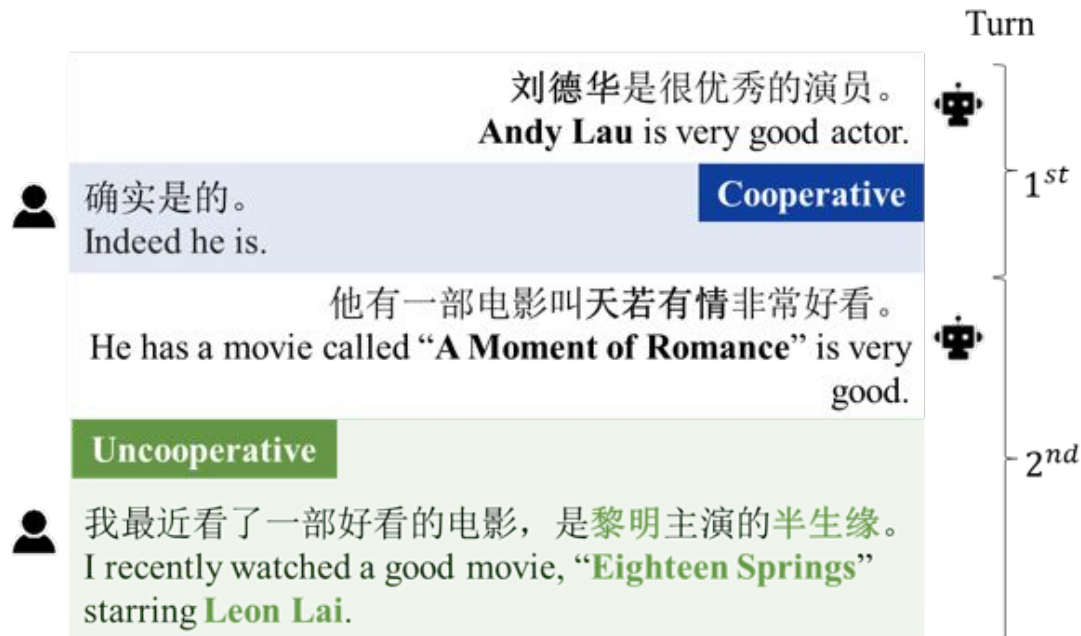 Turn
刘德华是很优秀的演员。
Andy Lau is very good actor.
1st
确实是的。
Cooperative
Indeed he is.
他有一部电影叫天若有情非常好看。
He has a movie called “A Moment of Romance” is very
good.
Uncooperative
2nd
我最近看了一部好看的电影，是黎明主演的半生缘。
I recently watched a good movie, “Eighteen Springs”
starring Leon Lai.